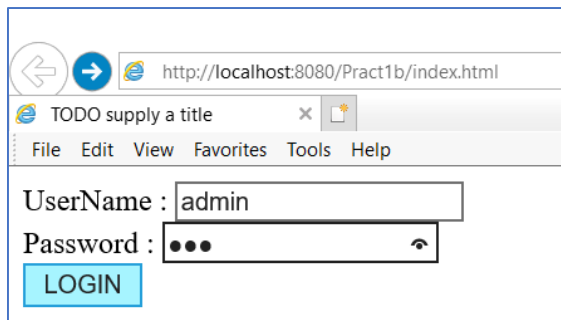 http://localhost:8080/Pract1b/index.html
TODO supply a title
File Edit View Favorites Tools Help
UserName : admin
Password : ●●●
LOGIN